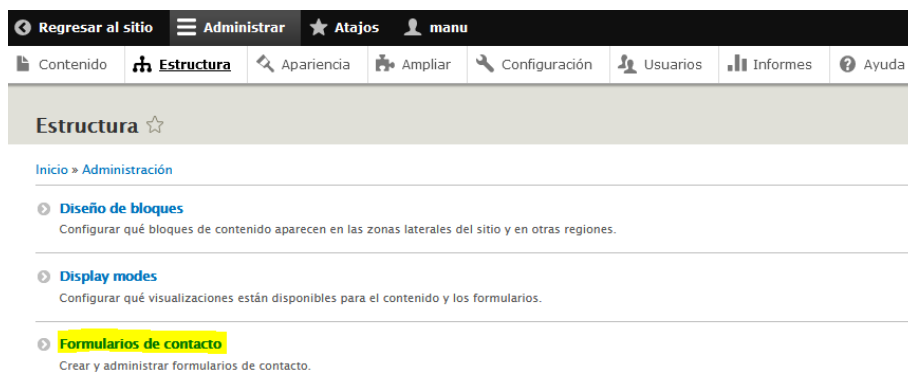 Regresar al sitio Administrar Atajos manu
Contenido Estructura Apariencia Ampliar Configuración Usuarios Informes Ayuda
Estructura
Inicio » Administración
Diseño de bloques
Configurar qué bloques de contenido aparecen en las zonas laterales del sitio y en otras regiones.
Display modes
Configurar qué visualizaciones están disponibles para el contenido y los formularios.
Formularios de contacto
Crear y administrar formularios de contacto.